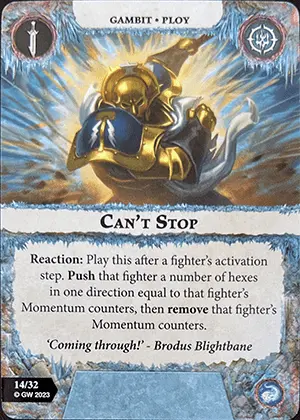 GAMBIT • PLOY
CAN'T STOP
Reaction: Play this after a fighter's activation
step. Push that fighter a number of hexes
in one direction equal to that fighter's
Momentum counters, then remove that fighter's
Momentum counters.
'Coming through!' - Brodus Blightbane
14/32
© GW 2023